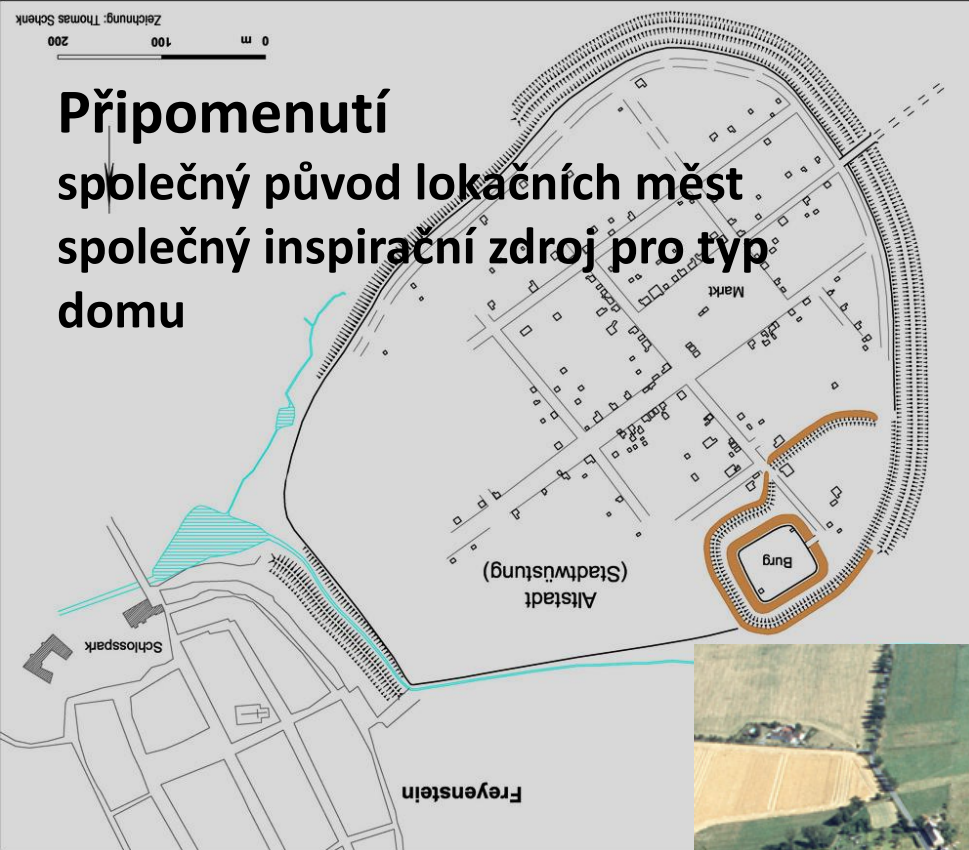 Zeichnung: Thomas Schenk
200 100 m 0
Připomenutí
společný původ lokačních měst
společný inspirační zdroj pro typ
domu
Markt
Burg
Altstadt
(Stadtwüstung)
Schlosspark
Freyenstein